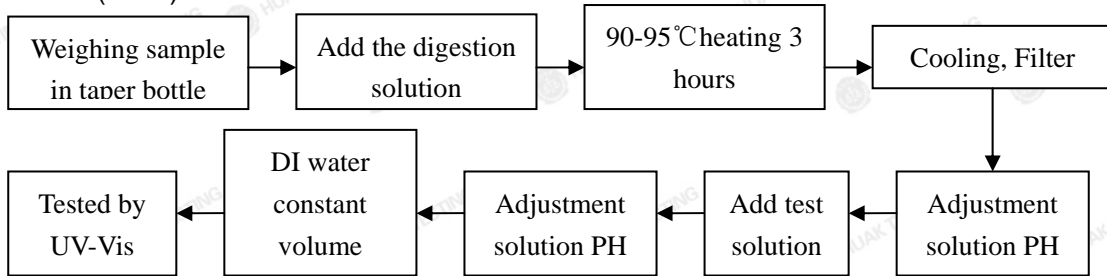 Weighing sample
in taper bottle
Add the digestion
solution
90-95℃heating 3
hours
Cooling, Filter
Adjustment
solution PH
Add test
solution
Adjustment
solution PH
DI water
constant
volume
Tested by
UV-Vis